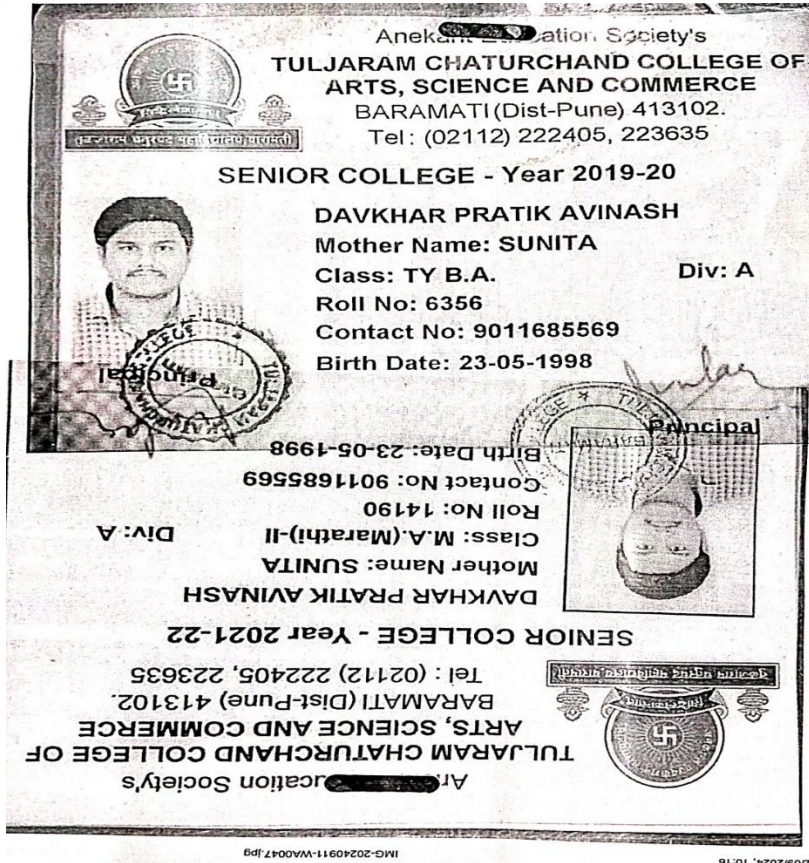 Anekant Education Society's
TULJARAM CHATURCHAND COLLEGE OF
ARTS, SCIENCE AND COMMERCE
BARAMATI (Dist-Pune) 413102.
Tel : (02112) 222405, 223635
SENIOR COLLEGE - Year 2019-20
DAVKHAR PRATIK AVINASH
Mother Name: SUNITA
Class: TY B.A. Div: A
Roll No: 6356
Contact No: 9011685569
Birth Date: 23-05-1998
Principal
Principal
Society's
TULJARAM CHATURCHAND COLLEGE OF
ARTS, SCIENCE AND COMMERCE
BARAMATI (Dist-Pune) 413102.
Tel : (02112) 222405, 223635
SENIOR COLLEGE - Year 2021-22
DAVKHAR PRATIK AVINASH
Mother Name: SUNITA
Class: M.A.(Marathi)-II Div: A
Roll No: 14190
Contact No: 9011685569
Birth Date: 23-05-1998
IMG-20240911-WA0047.jpg